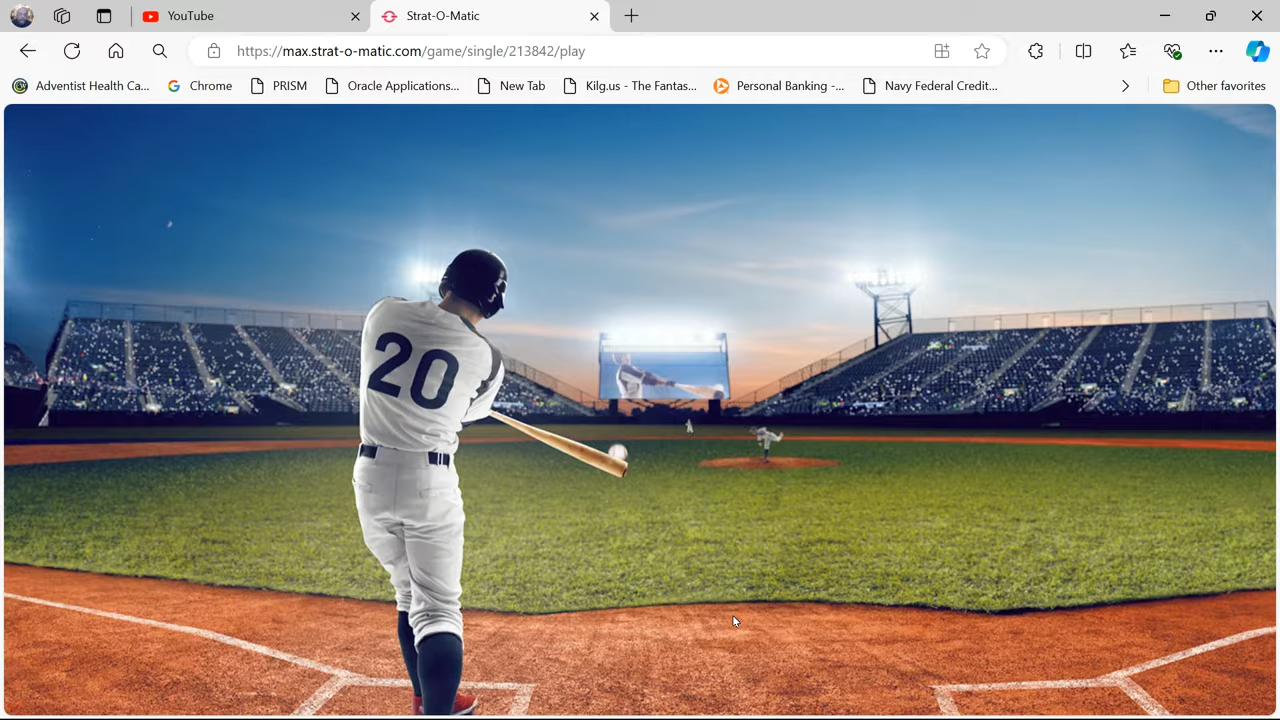 YouTube
Strat-O-Matic
https://max.strat-o-matic.com/game/single/213842/play
Adventist Health Ca...
Chrome
PRISM
Oracle Applications...
New Tab
Kilg.us - The Fantas...
Personal Banking -...
Navy Federal Credit...
Other favorites
20